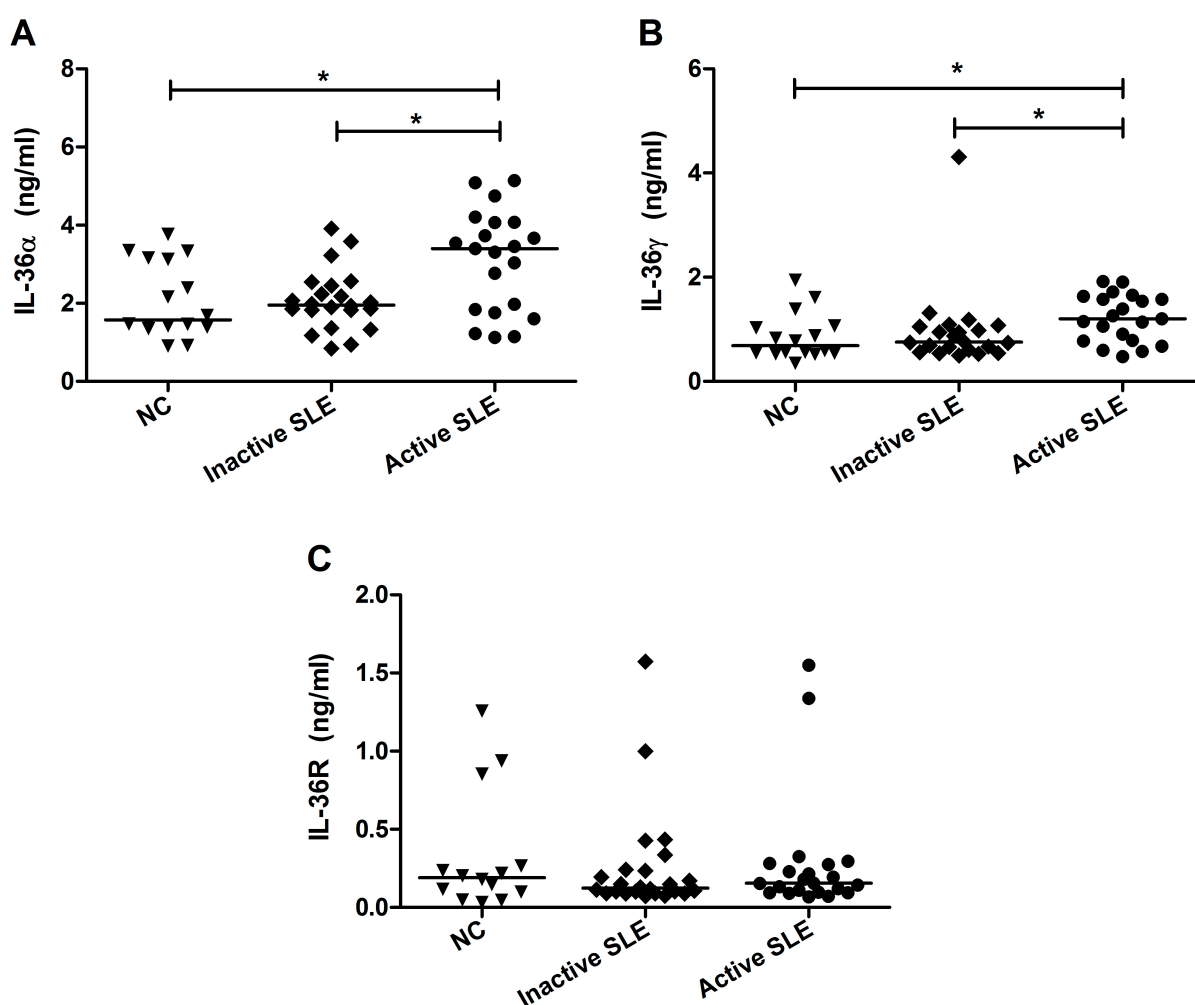 A
IL-36α (ng/ml)
8
6
4
2
0
*
*
NC
Inactive SLE
Active SLE
B
IL-36γ (ng/ml)
6
4
2
0
*
*
NC
Inactive SLE
Active SLE
C
IL-36R (ng/ml)
2.0
1.5
1.0
0.5
0.0
NC
Inactive SLE
Active SLE